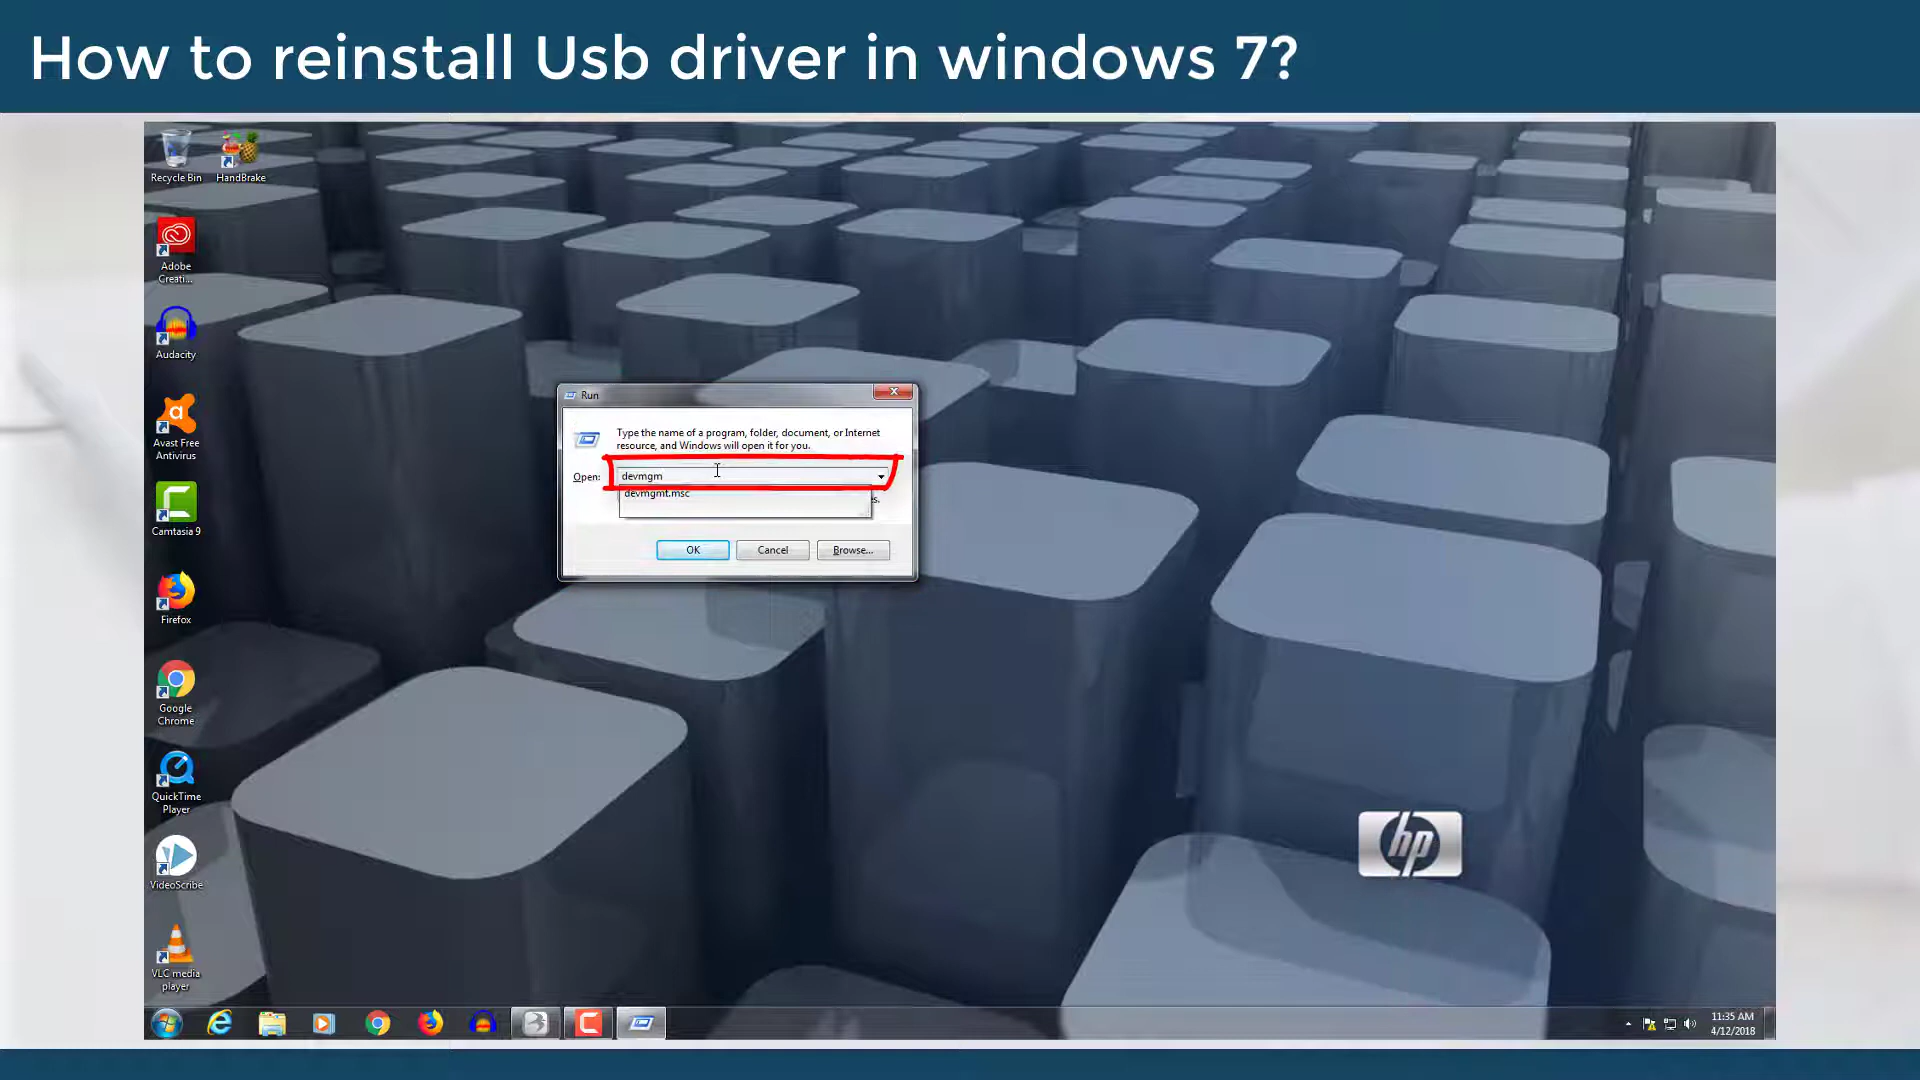 How to reinstall Usb driver in windows 7?
Recycle Bin
HandBrake
Adobe
Creati...
Audacity
Avast Free
Antivirus
Camtasia 9
Firefox
Google
Chrome
QuickTime
Player
VideoScribe
VLC media
player
Run
Type the name of a program, folder, document, or Internet
resource, and Windows will open it for you.
Open:
devmgm
devmgmt.msc
es.
OK
Cancel
Browse...
hp
11:35 AM
4/12/2018